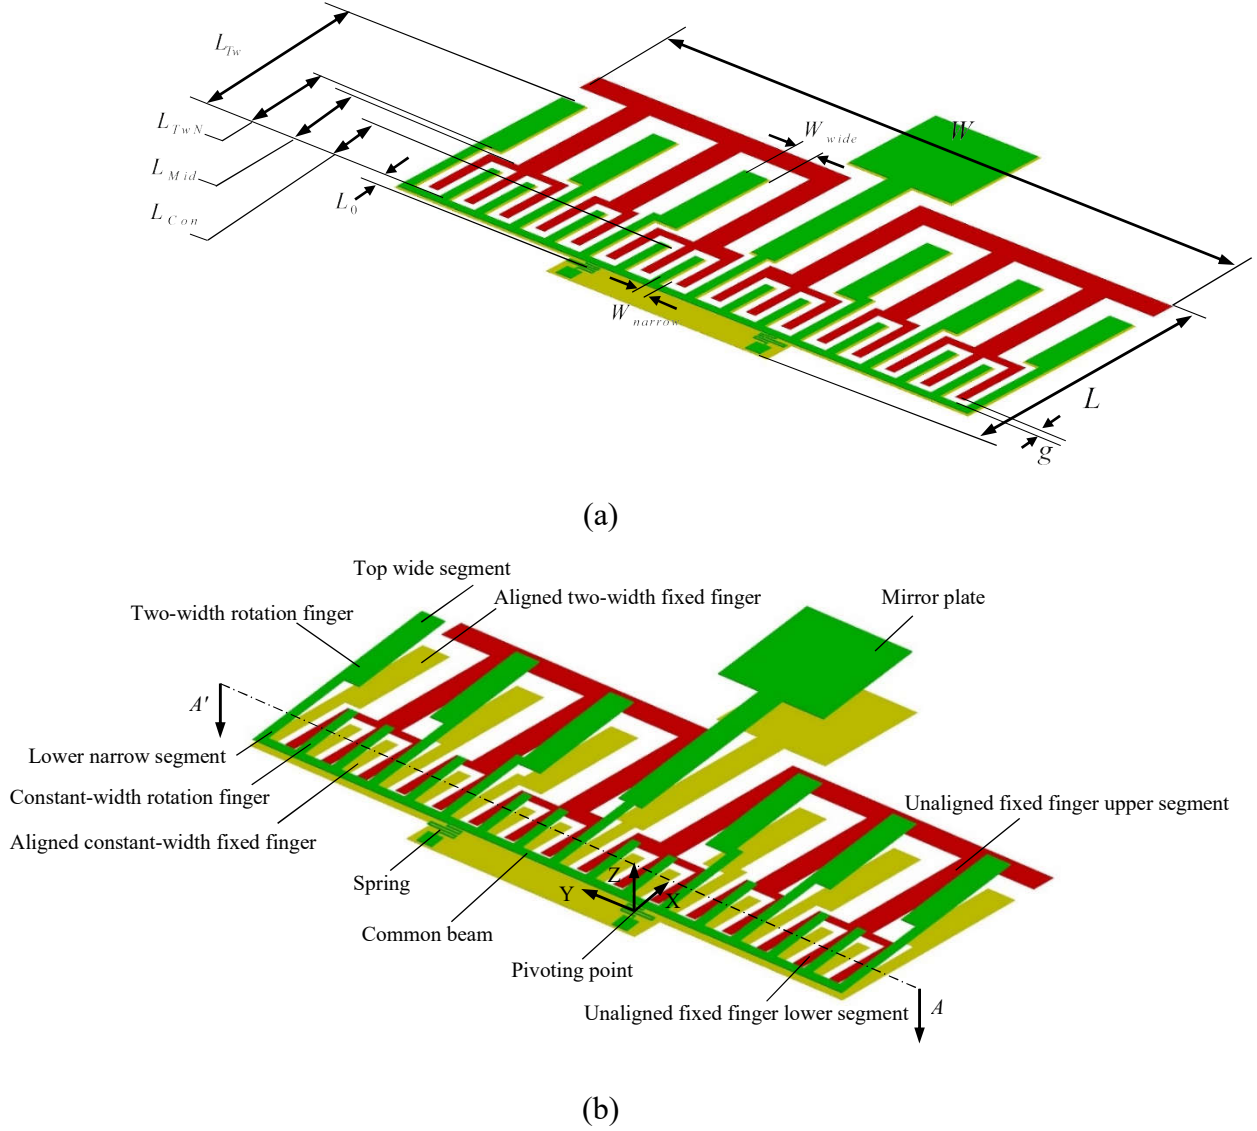 L_Tw
W
W_wide
L_TwN
L_Mid
L_0
L_Con
W_narrow
L
g
(a)
Top wide segment
Aligned two-width fixed finger
Mirror plate
Two-width rotation finger
A'
Lower narrow segment
Constant-width rotation finger
Unaligned fixed finger upper segment
Aligned constant-width fixed finger
Z
Spring
Y
X
Common beam
Pivoting point
Unaligned fixed finger lower segment
A
(b)